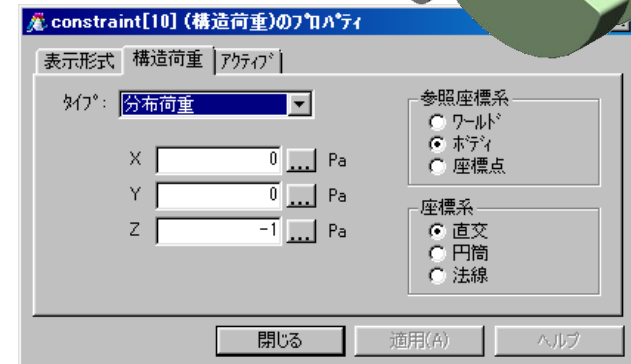 constraint[10] (構造荷重)のﾌﾟﾛﾊﾟﾃｨ
表示形式 構造荷重 ｱｸﾃｨﾌﾞ
ﾀｲﾌﾟ: 分布荷重
X 0 ... Pa
Y 0 ... Pa
Z -1 ... Pa
参照座標系
ﾜｰﾙﾄﾞ
ﾎﾞﾃﾞｨ
座標点
座標系
直交
円筒
法線
閉じる 適用(A) ヘルプ